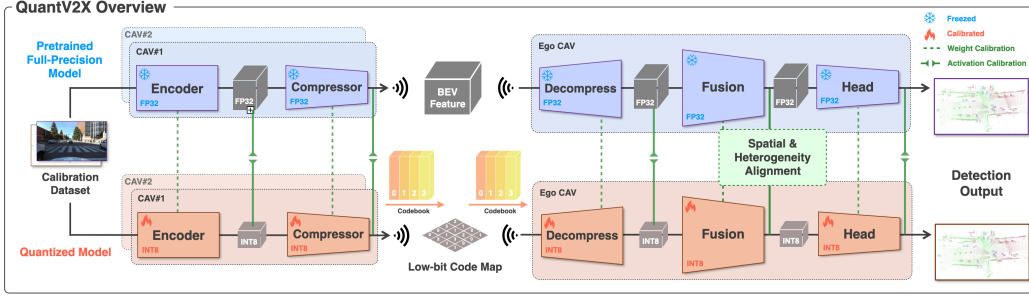 QuantV2X Overview
Pretrained
Full-Precision
Model
CAV#2
CAV#1
Encoder
FP32
FP32
Compressor
FP32
BEV
Feature
Ego CAV
Decompress
FP32
FP32
Fusion
FP32
FP32
Head
FP32
Freezed
Calibrated
Weight Calibration
Activation Calibration
Calibration
Dataset
Spatial &
Heterogeneity
Alignment
Detection
Output
0 1 2 3
Codebook
0 1 2 3
Codebook
Quantized Model
CAV#2
CAV#1
Encoder
INT8
INT8
Compressor
INT8
Low-bit Code Map
Ego CAV
Decompress
INT8
INT8
Fusion
INT8
INT8
Head
INT8